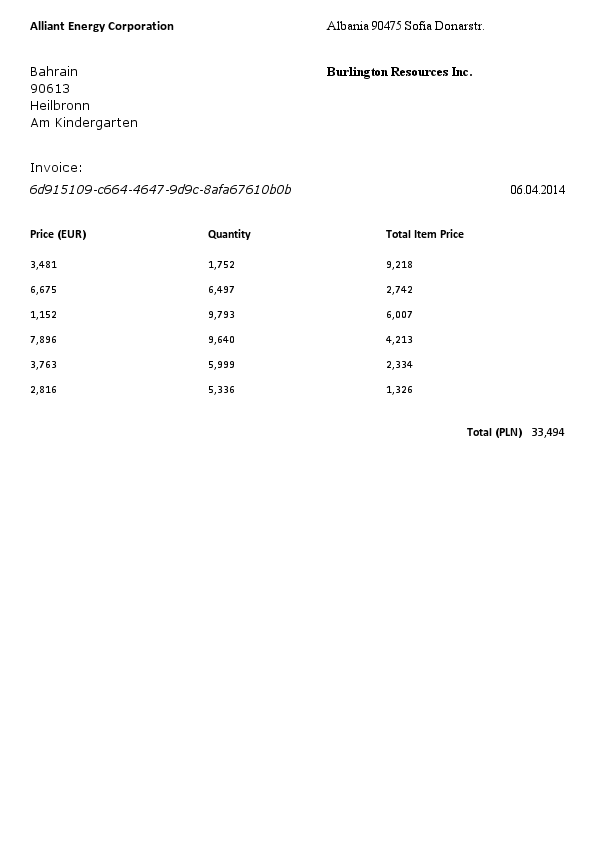 Alliant Energy Corporation
Albania 90475 Sofia Donarstr.
Bahrain
90613
Heilbronn
Am Kindergarten
Burlington Resources Inc.
Invoice:
6d915109-c664-4647-9d9c-8afa67610b0b
06.04.2014
Price (EUR) Quantity Total Item Price
3,481 1,752 9,218
6,675 6,497 2,742
1,152 9,793 6,007
7,896 9,640 4,213
3,763 5,999 2,334
2,816 5,336 1,326
Total (PLN) 33,494